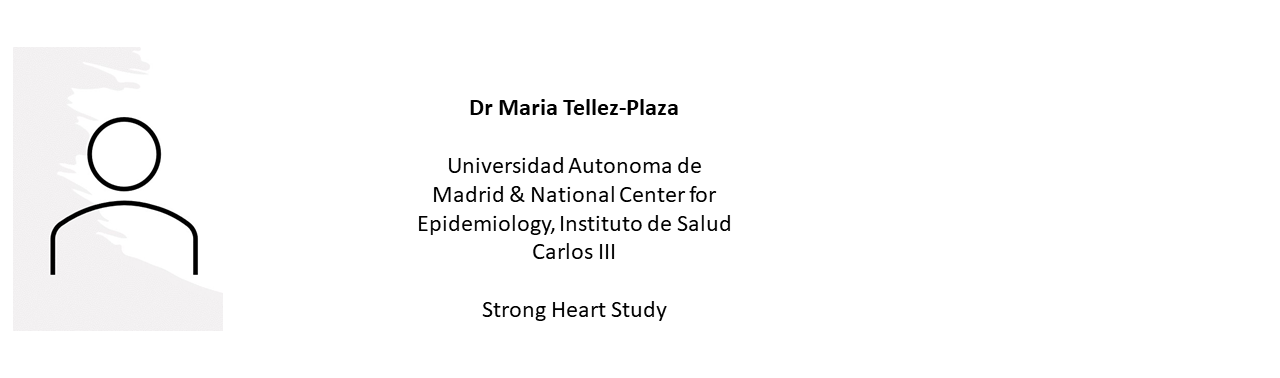 Dr Maria Tellez-Plaza
Universidad Autonoma de
Madrid & National Center for
Epidemiology, Instituto de Salud
Carlos III
Strong Heart Study